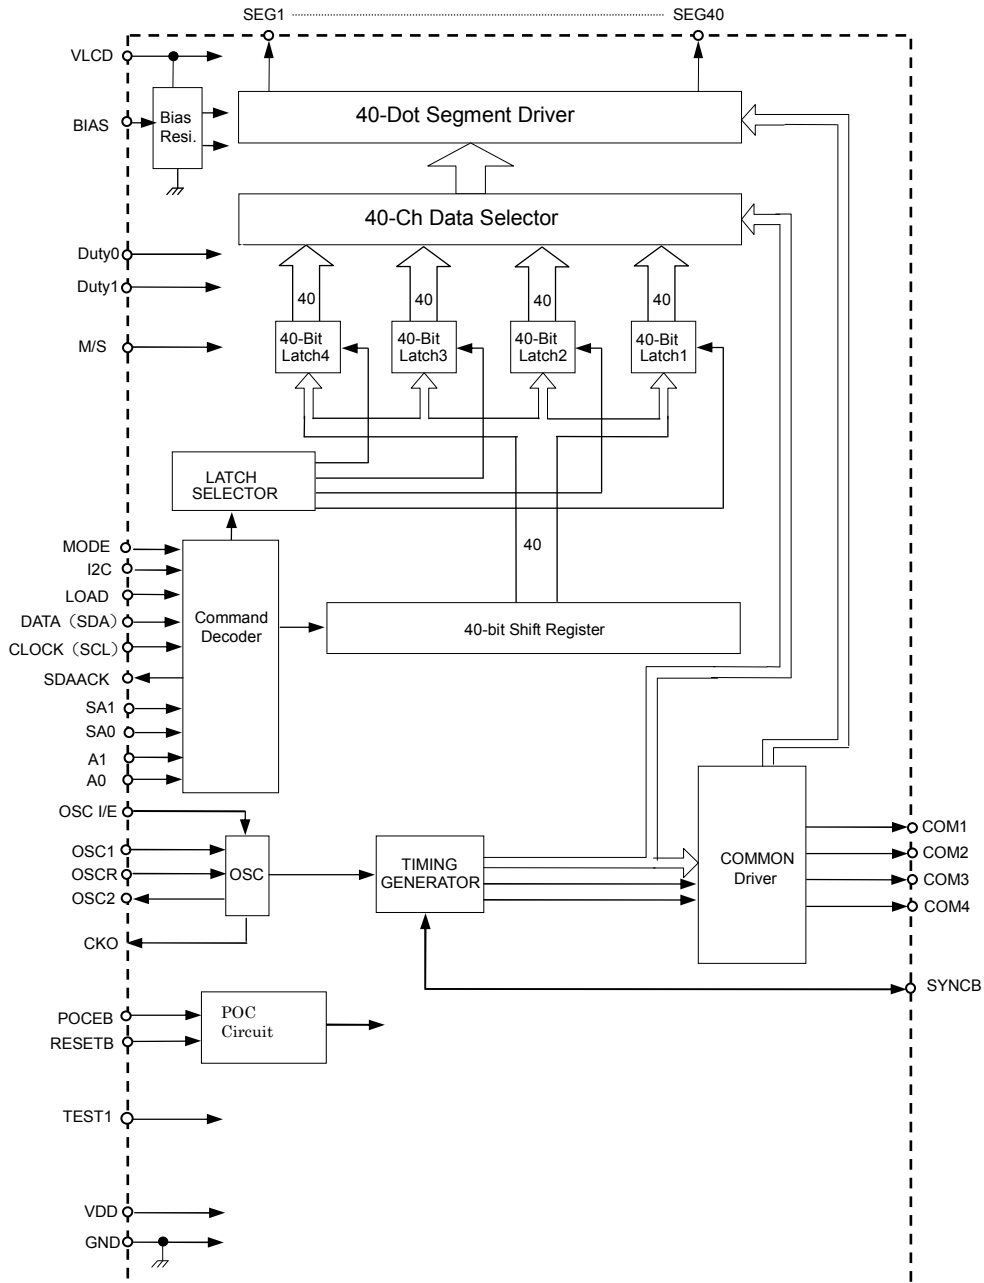 SEG1 SEG40
VLCD
BIAS
Bias
Resi.
40-Dot Segment Driver
40-Ch Data Selector
Duty0
Duty1
M/S
40 40 40 40
40-Bit
Latch4
40-Bit
Latch3
40-Bit
Latch2
40-Bit
Latch1
LATCH
SELECTOR
40
MODE
I2C
LOAD
DATA（SDA）
CLOCK（SCL）
SDAACK
SA1
SA0
A1
A0
Command
Decoder
40-bit Shift Register
OSC I/E
OSC1
OSCR
OSC2
CKO
OSC
TIMING
GENERATOR
COMMON
Driver
COM1
COM2
COM3
COM4
SYNCB
POCEB
RESETB
POC
Circuit
TEST1
VDD
GND